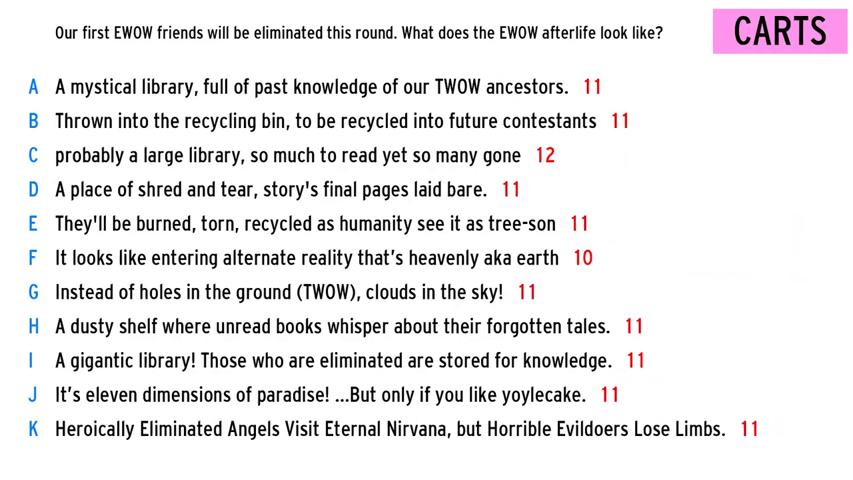 Our first EWOW friends will be eliminated this round. What does the EWOW afterlife look like?
CARTS
A A mystical library, full of past knowledge of our TWOW ancestors. 11
B Thrown into the recycling bin, to be recycled into future contestants 11
C probably a large library, so much to read yet so many gone 12
D A place of shred and tear, story's final pages laid bare. 11
E They'll be burned, torn, recycled as humanity see it as tree-son 11
F It looks like entering alternate reality that's heavenly aka earth 10
G Instead of holes in the ground (TWOW), clouds in the sky! 11
H A dusty shelf where unread books whisper about their forgotten tales. 11
I A gigantic library! Those who are eliminated are stored for knowledge. 11
J It's eleven dimensions of paradise! ...But only if you like yoylecake. 11
K Heroically Eliminated Angels Visit Eternal Nirvana, but Horrible Evildoers Lose Limbs. 11